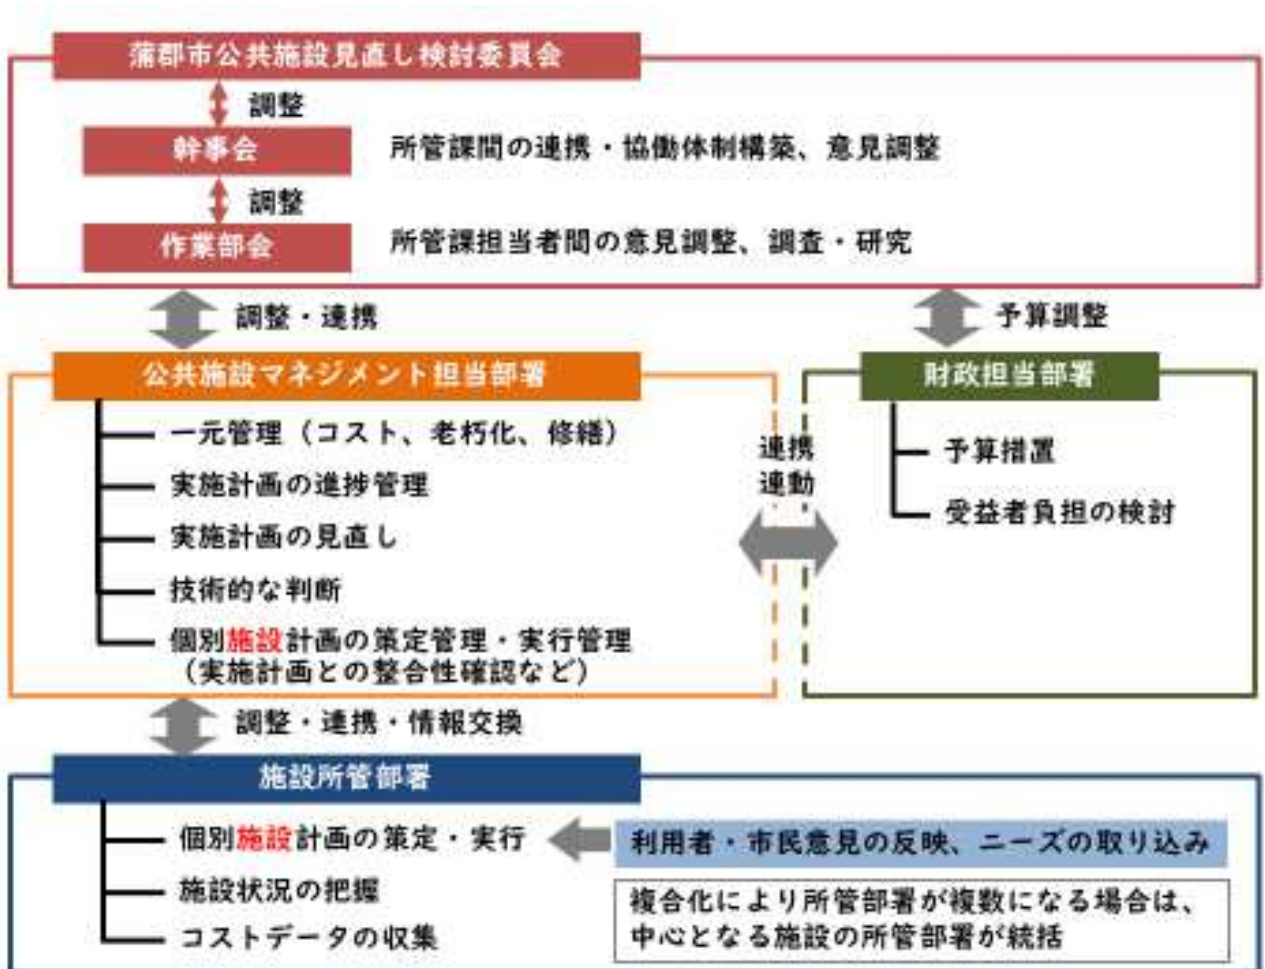 蒲郡市公共施設見直し検討委員会
調整
幹事会
所管課間の連携・協働体制構築、意見調整
調整
作業部会
所管課担当者間の意見調整、調査・研究
調整・連携
予算調整
公共施設マネジメント担当部署
一元管理（コスト、老朽化、修繕）
実施計画の進捗管理
実施計画の見直し
技術的な判断
個別施設計画の策定管理・実行管理
（実施計画との整合性確認など）
連携
連動
財政担当部署
予算措置
受益者負担の検討
調整・連携・情報交換
施設所管部署
個別施設計画の策定・実行
利用者・市民意見の反映、ニーズの取り込み
施設状況の把握
コストデータの収集
複合化により所管部署が複数になる場合は、
中心となる施設の所管部署が統括